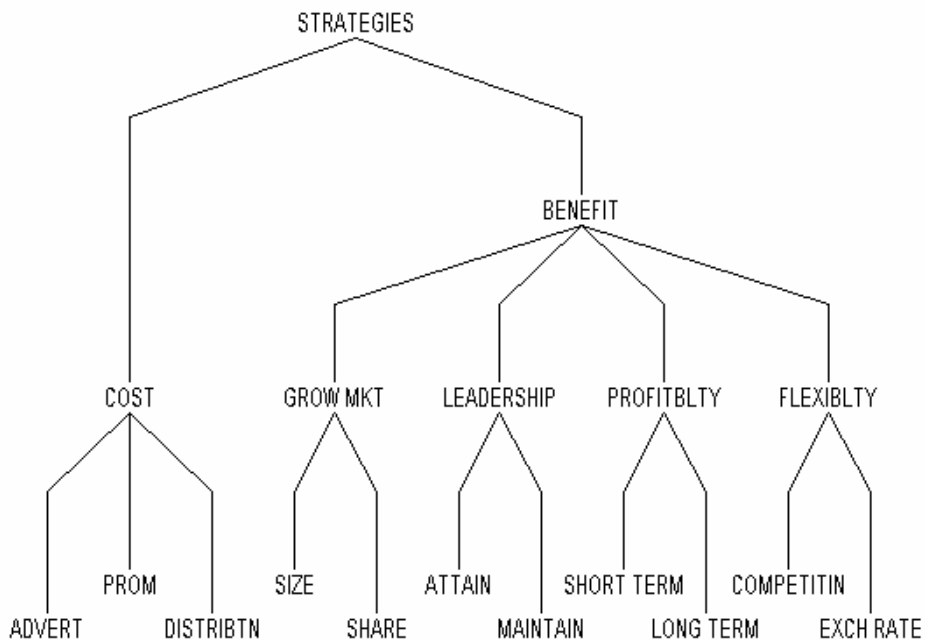 STRATEGIES
BENEFIT
COST GROW MKT LEADERSHIP PROFITBLTY FLEXIBLTY
PROM SIZE ATTAIN SHORT TERM COMPETITIN
ADVERT DISTRIBTN SHARE MAINTAIN LONG TERM EXCH RATE